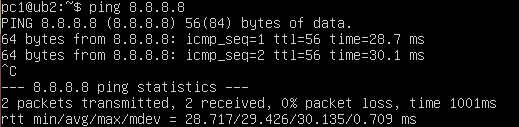 pc1@ub2:~$ ping 8.8.8.8
PING 8.8.8.8 (8.8.8.8) 56(84) bytes of data.
64 bytes from 8.8.8.8: icmp_seq=1 ttl=56 time=28.7 ms
64 bytes from 8.8.8.8: icmp_seq=2 ttl=56 time=30.1 ms
^C
--- 8.8.8.8 ping statistics ---
2 packets transmitted, 2 received, 0% packet loss, time 1001ms
rtt min/avg/max/mdev = 28.717/29.426/30.135/0.709 ms